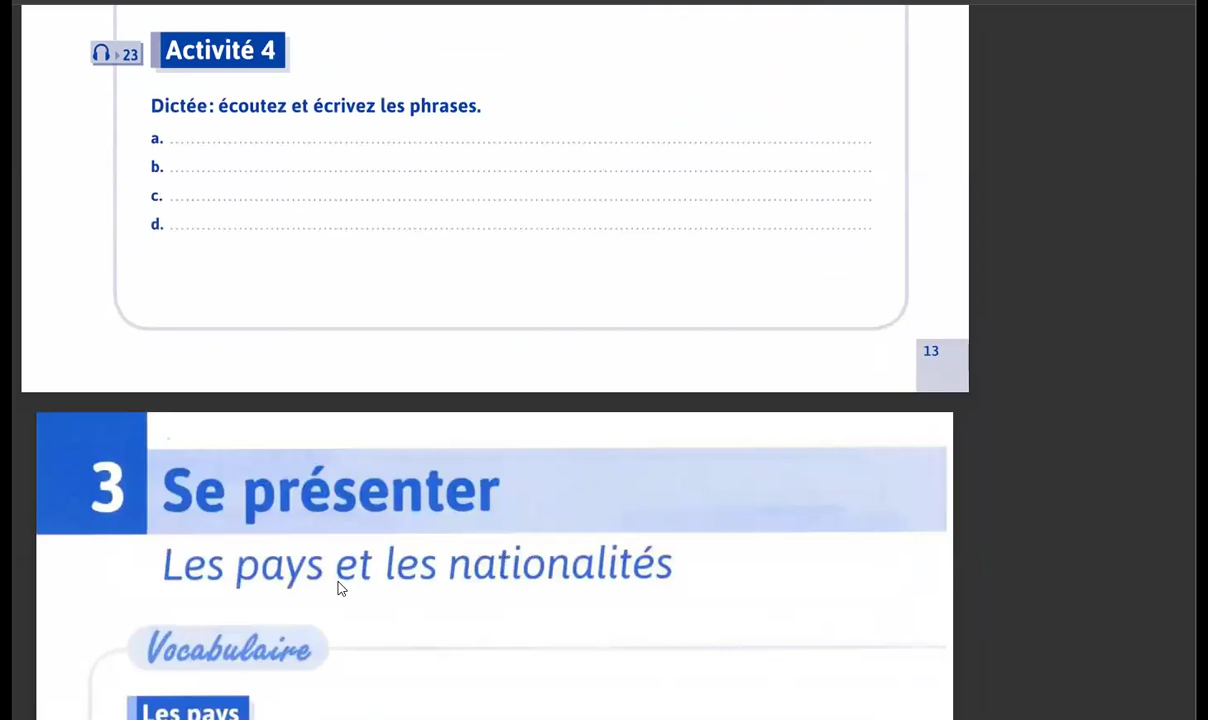 23 Activité 4
Dictée : écoutez et écrivez les phrases.
a.
b.
c.
d.
13
3 Se présenter
Les pays et les nationalités
Vocabulaire
Les pays